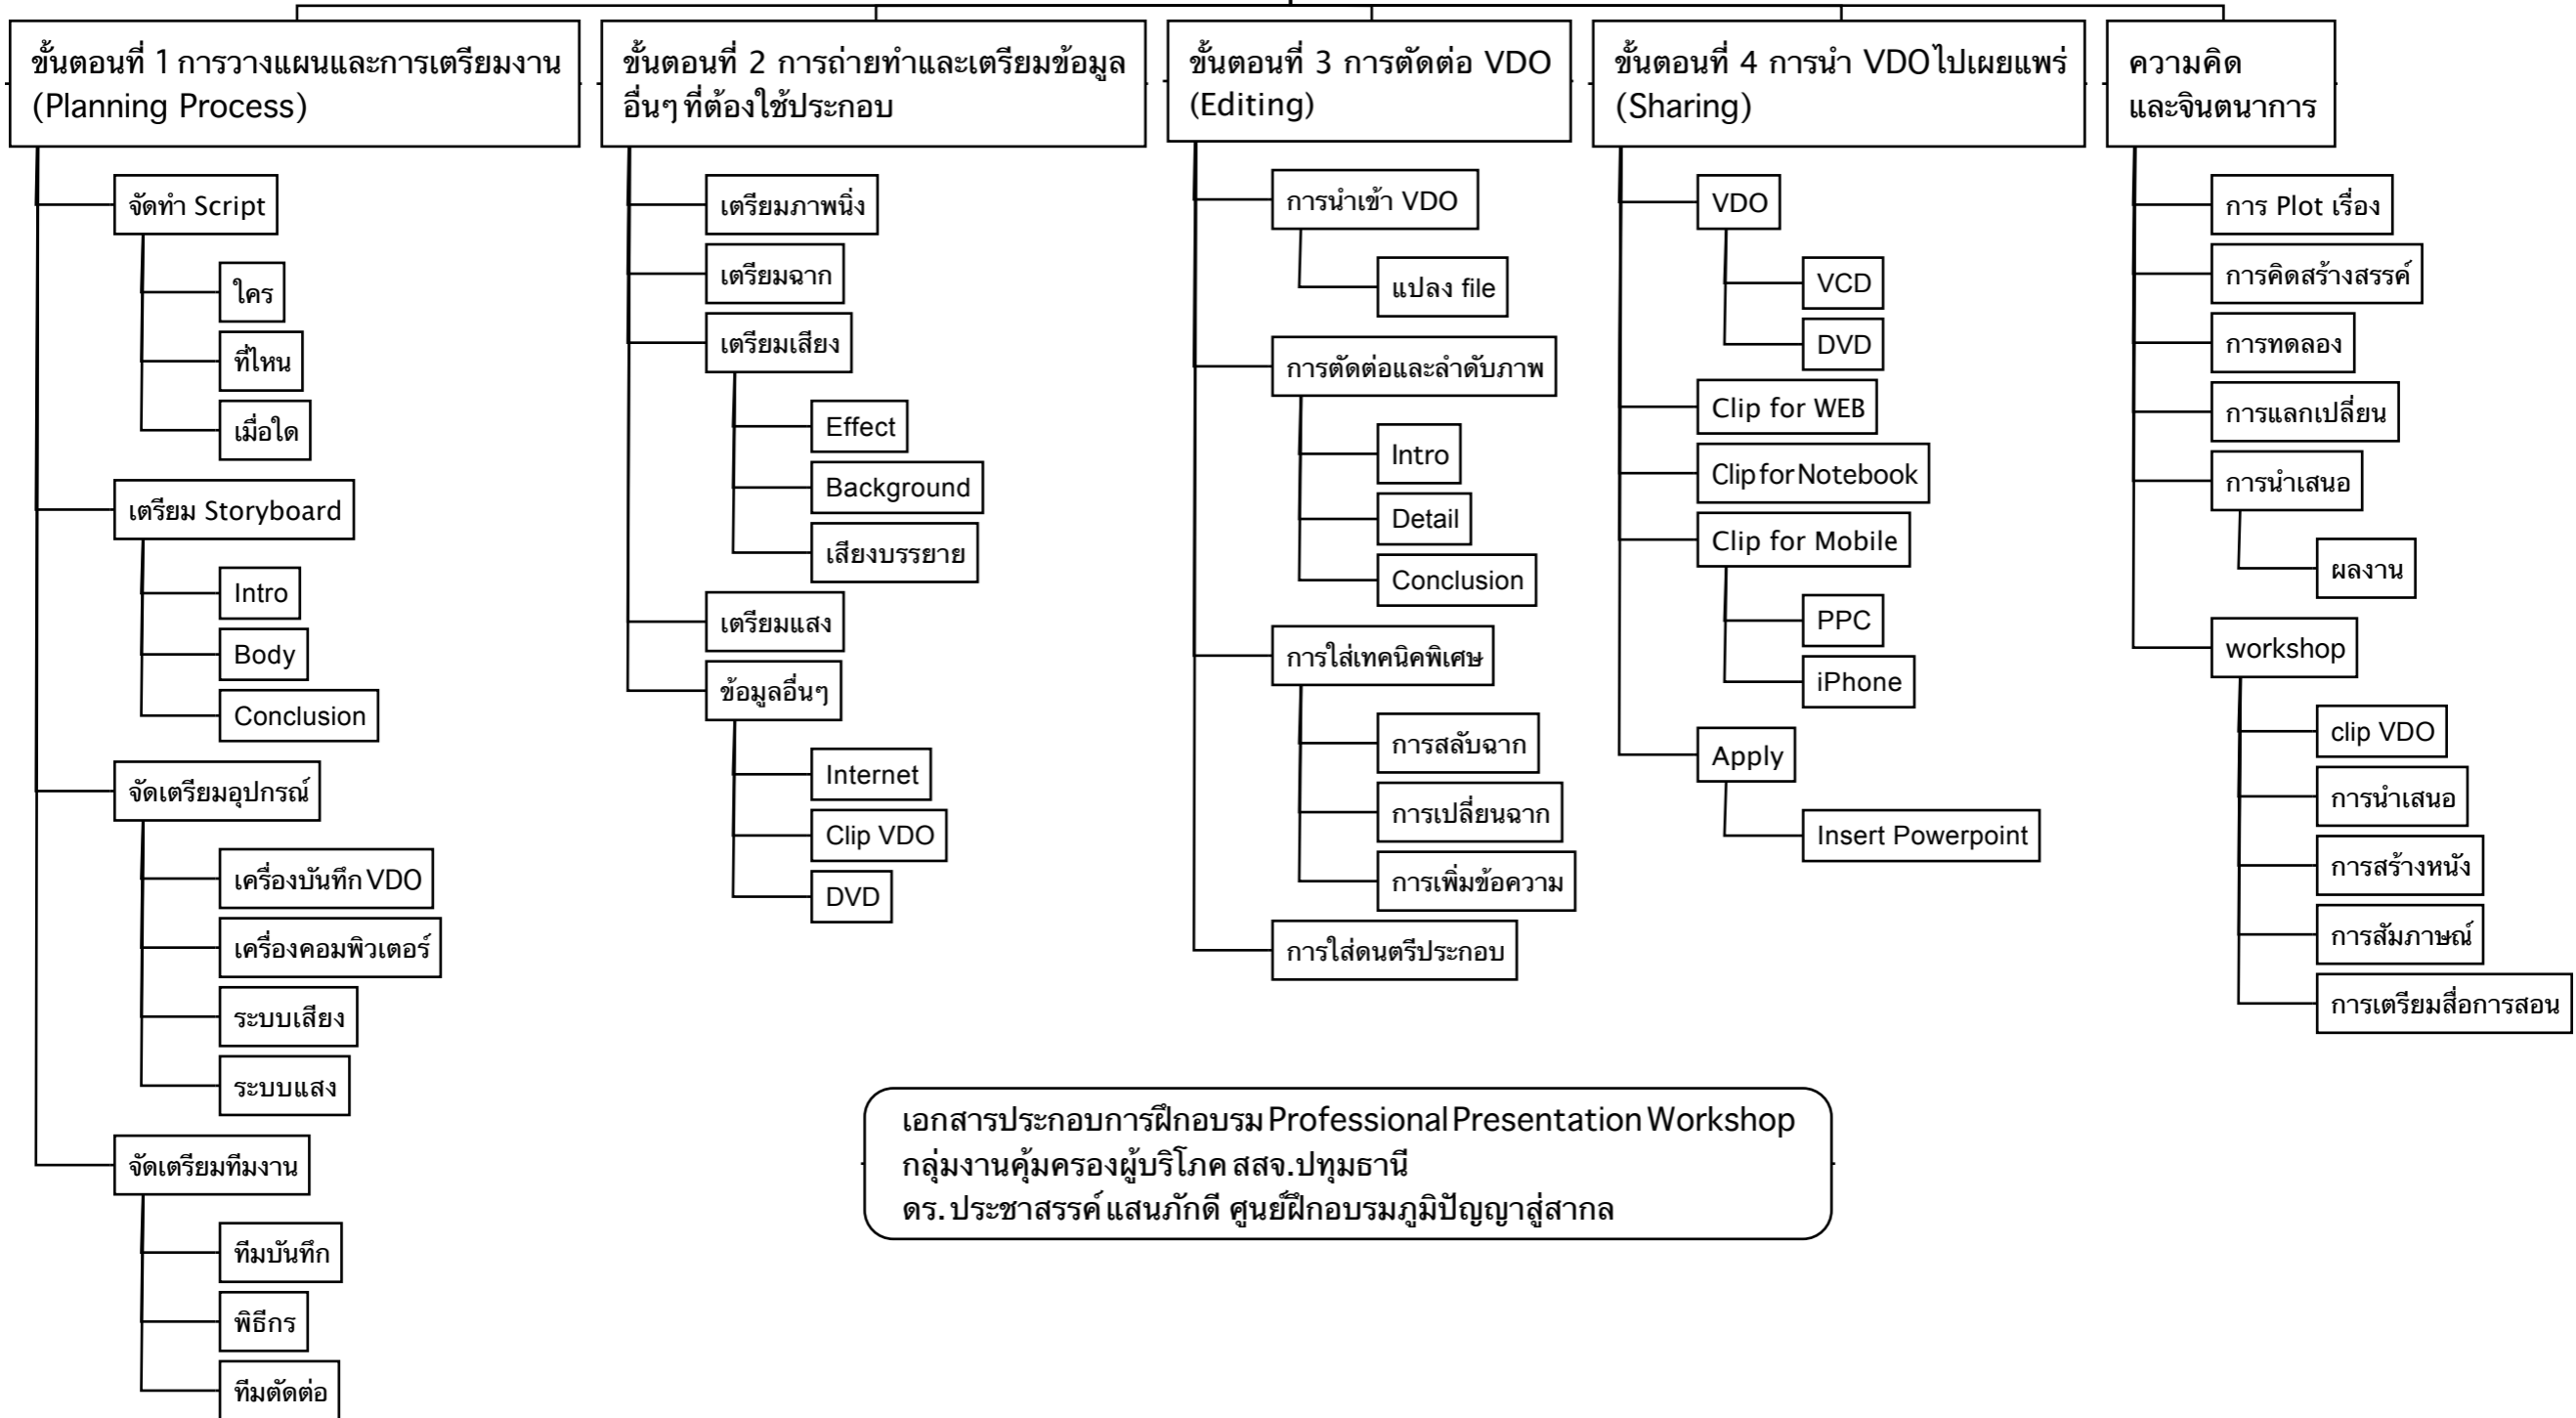 ขั้นตอนที่ 1 การวางแผนและการเตรียมงาน
(Planning Process)
จัดทำ Script
ใคร
ที่ไหน
เมื่อใด
เตรียม Storyboard
Intro
Body
Conclusion
จัดเตรียมอุปกรณ์
เครื่องบันทึก VDO
เครื่องคอมพิวเตอร์
ระบบเสียง
ระบบแสง
จัดเตรียมทีมงาน
ทีมบันทึก
พิธีกร
ทีมตัดต่อ
ขั้นตอนที่ 2 การถ่ายทำและเตรียมข้อมูล
อื่นๆ ที่ต้องใช้ประกอบ
เตรียมภาพนิ่ง
เตรียมฉาก
เตรียมเสียง
Effect
Background
เสียงบรรยาย
เตรียมแสง
ข้อมูลอื่นๆ
Internet
Clip VDO
DVD
ขั้นตอนที่ 3 การตัดต่อ VDO
(Editing)
การนำเข้า VDO
แปลง file
การตัดต่อและลำดับภาพ
Intro
Detail
Conclusion
การใส่เทคนิคพิเศษ
การสลับฉาก
การเปลี่ยนฉาก
การเพิ่มข้อความ
การใส่ดนตรีประกอบ
ขั้นตอนที่ 4 การนำ VDO ไปเผยแพร่
(Sharing)
VDO
VCD
DVD
Clip for WEB
Clip for Notebook
Clip for Mobile
PPC
iPhone
Apply
Insert Powerpoint
ความคิด
และจินตนาการ
การ Plot เรื่อง
การคิดสร้างสรรค์
การทดลอง
การแลกเปลี่ยน
การนำเสนอ
ผลงาน
workshop
clip VDO
การนำเสนอ
การสร้างหนัง
การสัมภาษณ์
การเตรียมสื่อการสอน
เอกสารประกอบการฝึกอบรม Professional Presentation Workshop
กลุ่มงานคุ้มครองผู้บริโภค สสจ.ปทุมธานี
ดร. ประชาสรรค์ แสนภักดี ศูนย์ฝึกอบรมภูมิปัญญาสู่สากล